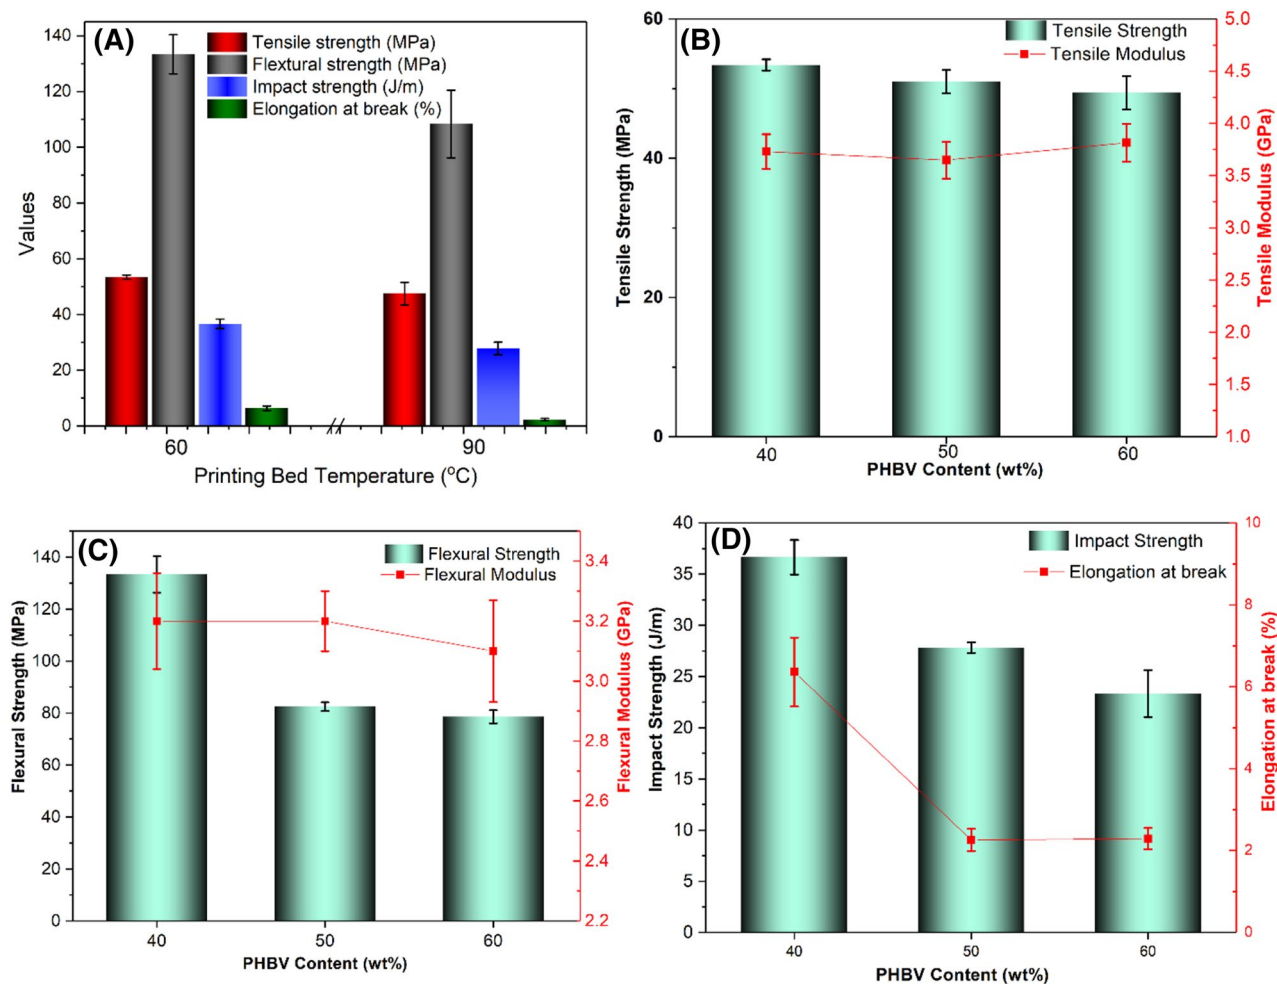 (A)
Tensile strength (MPa)
Flextural strength (MPa)
Impact strength (J/m)
Elongation at break (%)
Values
140
120
100
80
60
40
20
0
60
90
Printing Bed Temperature (°C)
(B)
Tensile Strength
Tensile Modulus
Tensile Strength (MPa)
60
40
20
0
Tensile Modulus (GPa)
5.0
4.5
4.0
3.5
3.0
2.5
2.0
1.5
1.0
40
50
60
PHBV Content (wt%)
(C)
Flexural Strength
Flexural Modulus
Flexural Strength (MPa)
140
120
100
80
60
40
20
0
Flexural Modulus (GPa)
3.4
3.2
3.0
2.8
2.6
2.4
2.2
40
50
60
PHBV Content (wt%)
(D)
Impact Strength
Elongation at break
Impact Strength (J/m)
40
35
30
25
20
15
10
5
0
Elongation at break (%)
10
8
6
4
2
0
40
50
60
PHBV Content (wt%)